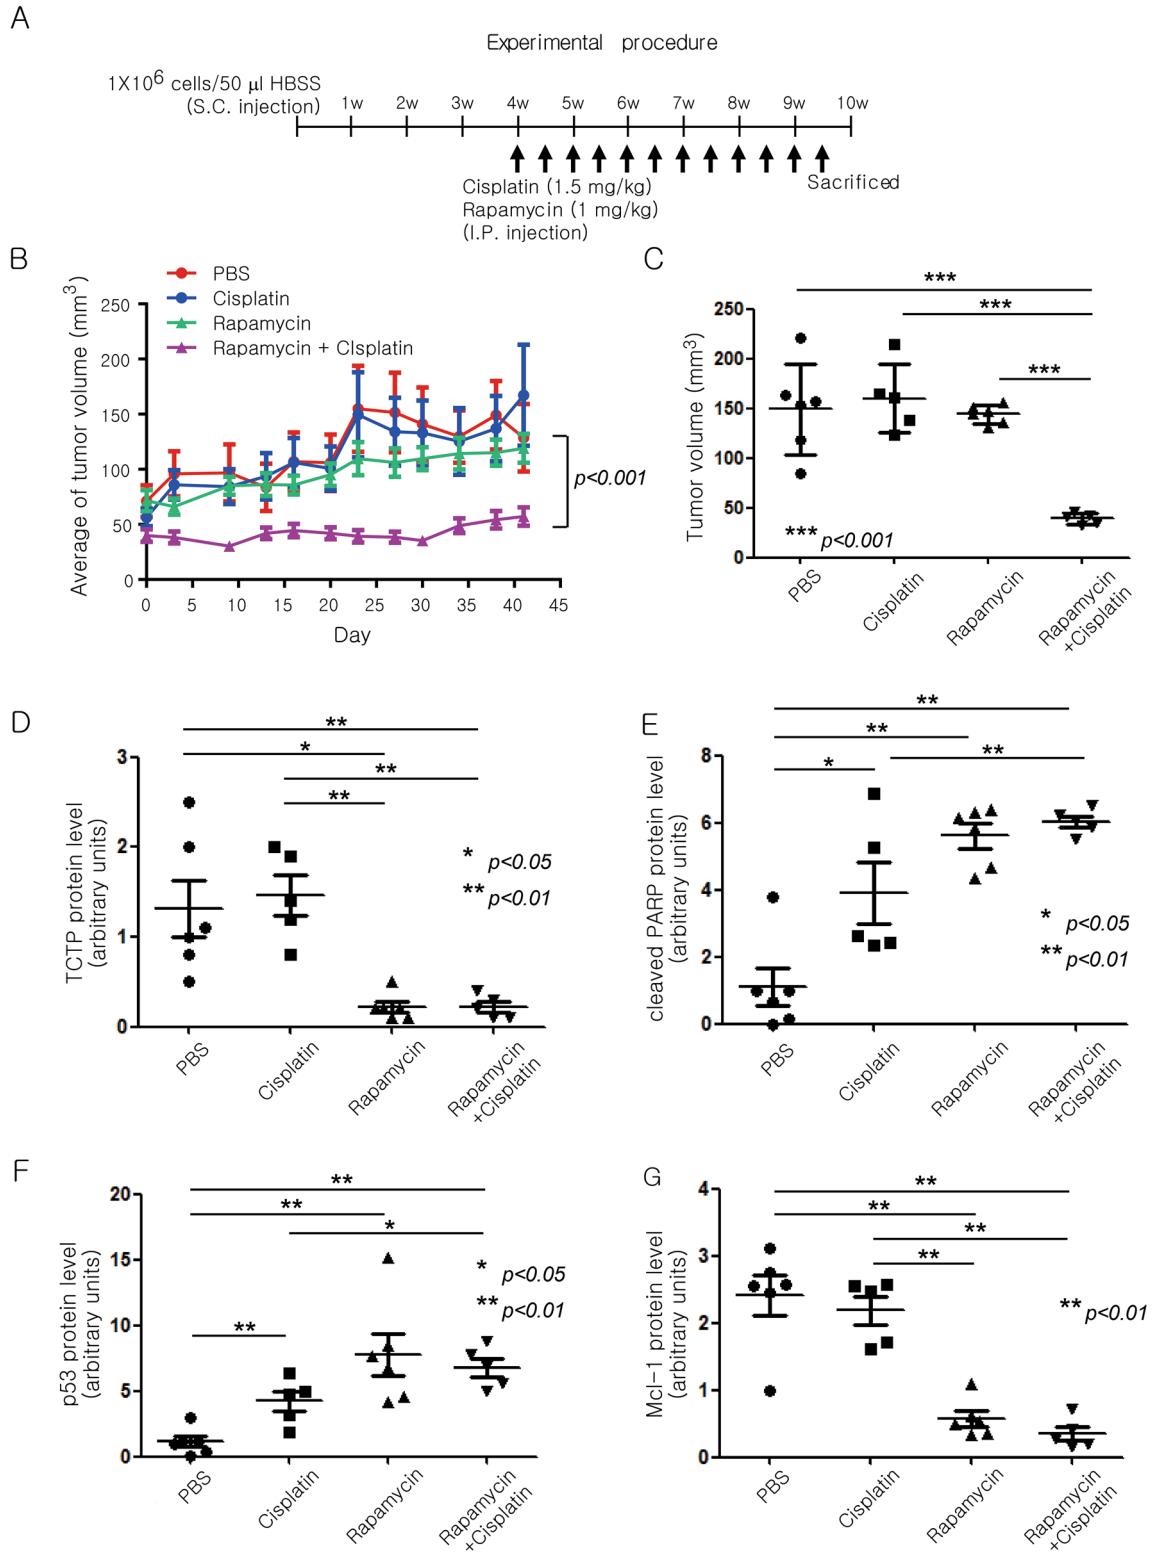 A
Experimental procedure
1X10⁶ cells/50 μl HBSS
(S.C. injection)
1w 2w 3w 4w 5w 6w 7w 8w 9w 10w
Cisplatin (1.5 mg/kg)
Rapamycin (1 mg/kg)
(I.P. injection)
Sacrificed
B
PBS
Cisplatin
Rapamycin
Rapamycin + CIsplatin
Average of tumor volume (mm³)
250
200
150
100
50
0
p<0.001
0 5 10 15 20 25 30 35 40 45
Day
C
Tumor volume (mm³)
250
200
150
100
50
0
***
***
***
*** p<0.001
PBS
Cisplatin
Rapamycin
Rapamycin
+Cisplatin
D
TCTP protein level
(arbitrary units)
3
2
1
0
**
*
**
**
* p<0.05
** p<0.01
PBS
Cisplatin
Rapamycin
Rapamycin
+Cisplatin
E
cleaved PARP protein level
(arbitrary units)
8
6
4
2
0
**
**
**
*
* p<0.05
** p<0.01
PBS
Cisplatin
Rapamycin
Rapamycin
+Cisplatin
F
p53 protein level
(arbitrary units)
20
15
10
5
0
**
**
*
**
* p<0.05
** p<0.01
PBS
Cisplatin
Rapamycin
Rapamycin
+Cisplatin
G
Mcl-1 protein level
(arbitrary units)
4
3
2
1
0
**
**
**
**
** p<0.01
PBS
Cisplatin
Rapamycin
Rapamycin
+Cisplatin